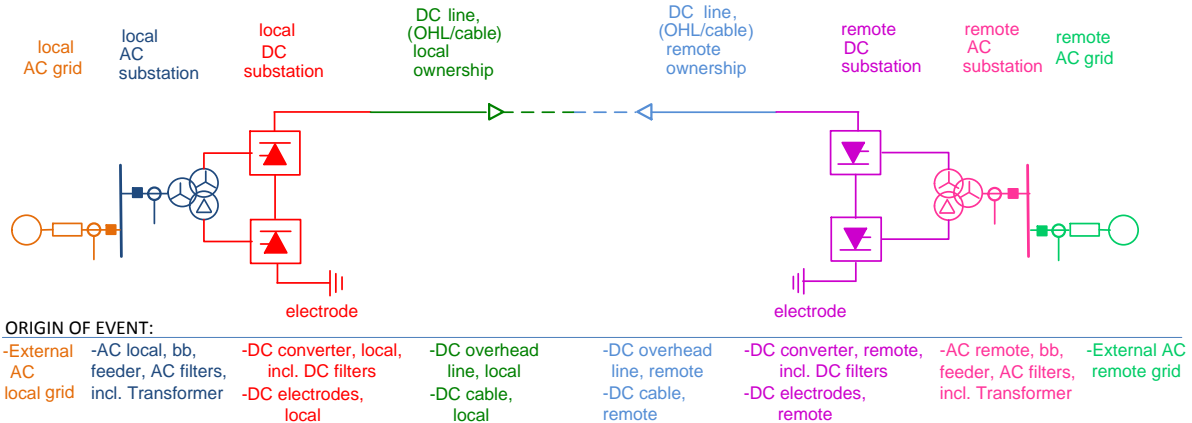 local
AC grid
local
AC
substation
local
DC
substation
DC line,
(OHL/cable)
local
ownership
DC line,
(OHL/cable)
remote
ownership
remote
DC
substation
remote
AC
substation
remote
AC grid
electrode
electrode
ORIGIN OF EVENT:
-External
AC
local grid
-AC local, bb,
feeder, AC filters,
incl. Transformer
-DC converter, local,
incl. DC filters
-DC electrodes,
local
-DC overhead
line, local
-DC cable,
local
-DC overhead
line, remote
-DC cable,
remote
-DC converter, remote,
incl. DC filters
-DC electrodes,
remote
-AC remote, bb,
feeder, AC filters,
incl. Transformer
-External AC
remote grid